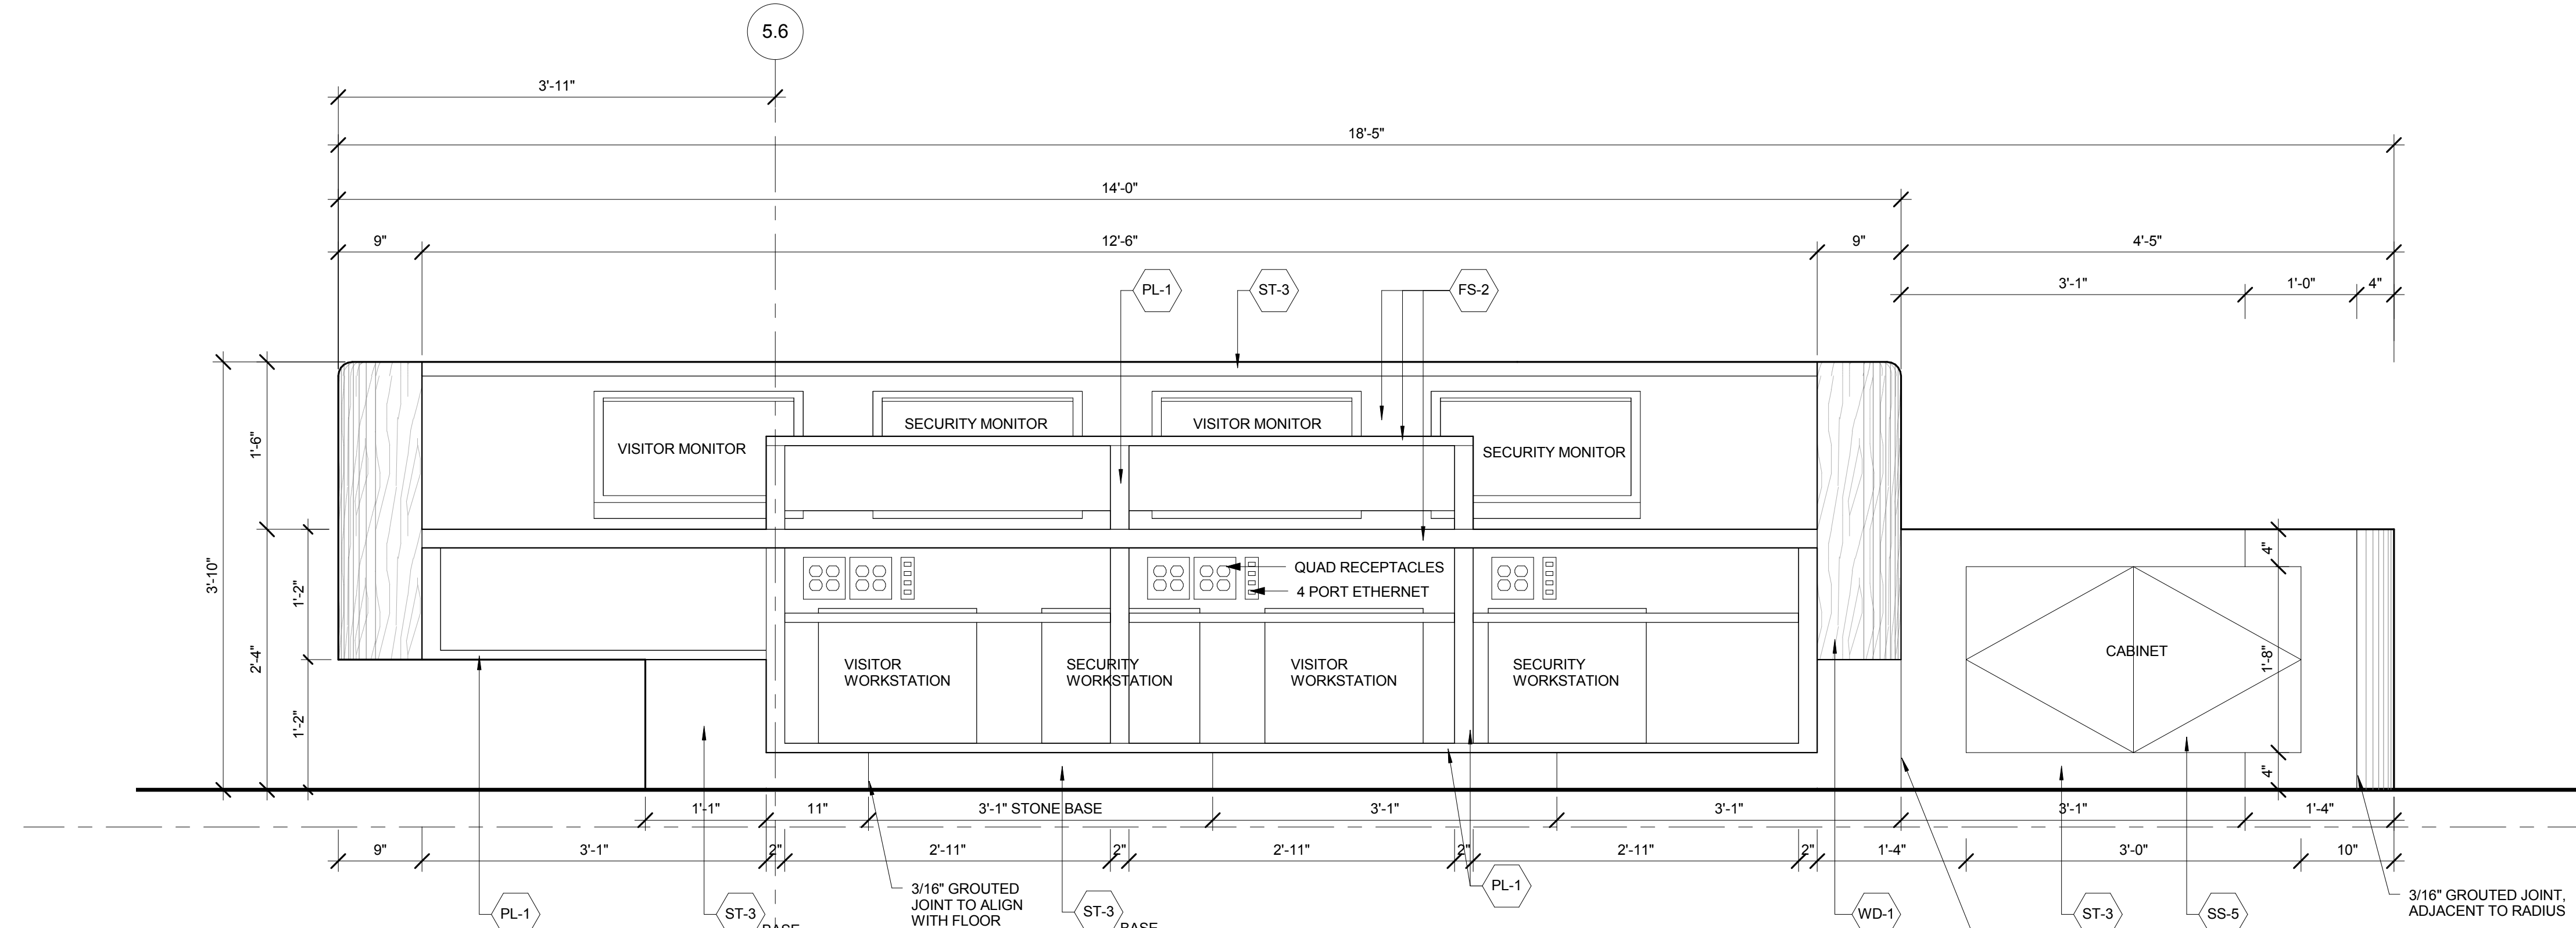 5.6
3'-11"
18'-5"
14'-0"
9"
12'-6"
9"
4'-5"
3'-1"
1'-0"
4"
PL-1
ST-3
FS-2
3'-10"
1'-6"
2'-4"
1'-2"
1'-2"
VISITOR MONITOR
SECURITY MONITOR
VISITOR MONITOR
SECURITY MONITOR
QUAD RECEPTACLES
4 PORT ETHERNET
VISITOR
WORKSTATION
SECURITY
WORKSTATION
VISITOR
WORKSTATION
SECURITY
WORKSTATION
CABINET
4"
1'-8"
4"
1'-1"
11"
3'-1" STONE BASE
3'-1"
3'-1"
3'-1"
1'-4"
9"
3'-1"
2"
2'-11"
2"
2'-11"
2"
2'-11"
2"
1'-4"
3'-0"
10"
PL-1
ST-3
BASE
3/16" GROUTED
JOINT TO ALIGN
WITH FLOOR
ST-3
BASE
PL-1
WD-1
ST-3
SS-5
3/16" GROUTED JOINT,
ADJACENT TO RADIUS